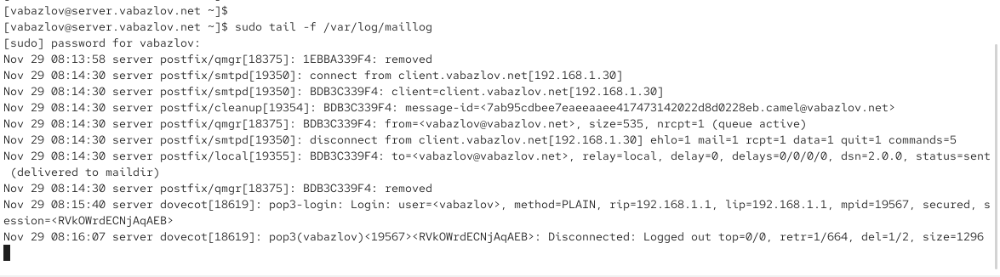 [vabazlov@server.vabazlov.net ~]$
[vabazlov@server.vabazlov.net ~]$ sudo tail -f /var/log/maillog
[sudo] password for vabazlov:
Nov 29 08:13:58 server postfix/qmgr[18375]: 1EBBA339F4: removed
Nov 29 08:14:30 server postfix/smtpd[19350]: connect from client.vabazlov.net[192.168.1.30]
Nov 29 08:14:30 server postfix/smtpd[19350]: BDB3C339F4: client=client.vabazlov.net[192.168.1.30]
Nov 29 08:14:30 server postfix/cleanup[19354]: BDB3C339F4: message-id=<7ab95cdbee7eaeeaaee417473142022d8d0228eb.camel@vabazlov.net>
Nov 29 08:14:30 server postfix/qmgr[18375]: BDB3C339F4: from=<vabazlov@vabazlov.net>, size=535, nrcpt=1 (queue active)
Nov 29 08:14:30 server postfix/smtpd[19350]: disconnect from client.vabazlov.net[192.168.1.30] ehlo=1 mail=1 rcpt=1 data=1 quit=1 commands=5
Nov 29 08:14:30 server postfix/local[19355]: BDB3C339F4: to=<vabazlov@vabazlov.net>, relay=local, delay=0, delays=0/0/0/0, dsn=2.0.0, status=sent
 (delivered to maildir)
Nov 29 08:14:30 server postfix/qmgr[18375]: BDB3C339F4: removed
Nov 29 08:15:40 server dovecot[18619]: pop3-login: Login: user=<vabazlov>, method=PLAIN, rip=192.168.1.1, lip=192.168.1.1, mpid=19567, secured, s
ession=<RVkOWrdECNjAqAEB>
Nov 29 08:16:07 server dovecot[18619]: pop3(vabazlov)<19567><RVkOWrdECNjAqAEB>: Disconnected: Logged out top=0/0, retr=1/664, del=1/2, size=1296